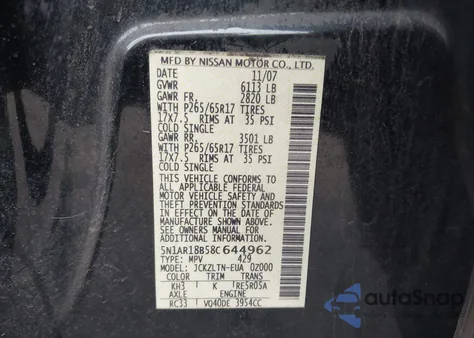 MFD BY NISSAN MOTOR CO., LTD.
DATE 11/07
GVWR 6113 LB
GAWR FR. 2820 LB
WITH P265/65R17 TIRES
17X7.5 RIMS AT 35 PSI
COLD SINGLE
GAWR RR. 3501 LB
WITH P265/65R17 TIRES
17X7.5 RIMS AT 35 PSI
COLD SINGLE
THIS VEHICLE CONFORMS TO
ALL APPLICABLE FEDERAL
MOTOR VEHICLE SAFETY AND
THEFT PREVENTION STANDARDS
IN EFFECT ON THE DATE OF
MANUFACTURE SHOWN ABOVE.
SEE OWNERS MANUAL FOR
ADDITIONAL INFORMATION.
5N1AR18B58C644962
TYPE: MPV 429
MODEL: JCKZLTN-EUA 0Z000
COLOR TRIM TRANS
KH3 K RE5R05A
AXLE ENGINE
RC33 VQ40DE 3954CC
autoSnap